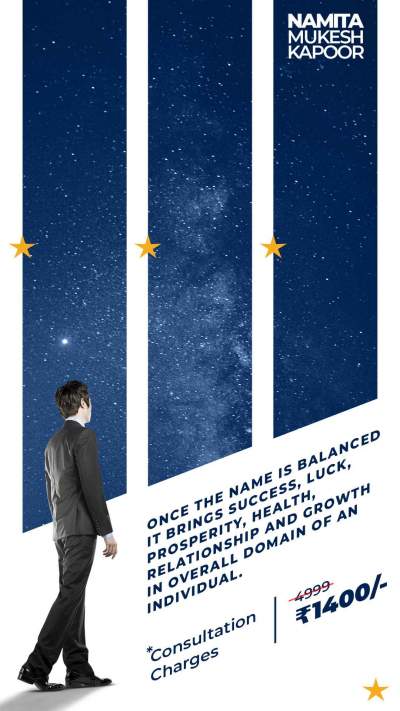 NAMITA
MUKESH
KAPOOR
ONCE THE NAME IS BALANCED
IT BRINGS SUCCESS, LUCK,
PROSPERITY, HEALTH,
RELATIONSHIP AND GROWTH
IN OVERALL DOMAIN OF AN
INDIVIDUAL.
*Consultation
Charges
4999
₹1400/-